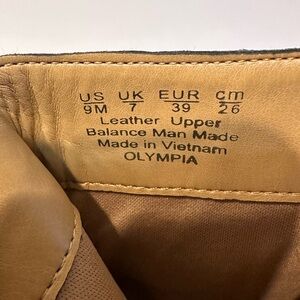 US UK EUR cm
9M 7 39 26
Leather Upper
Balance Man Made
Made in Vietnam
OLYMPIA